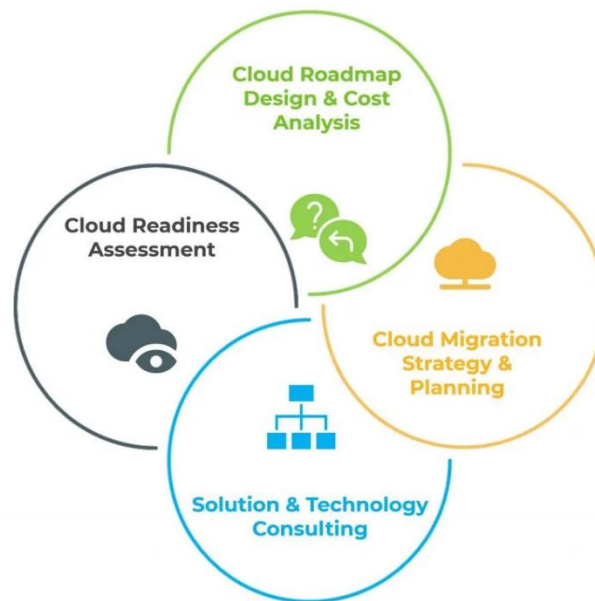 Cloud Roadmap
Design & Cost
Analysis
Cloud Readiness
Assessment
?
Cloud Migration
Strategy &
Planning
Solution & Technology
Consulting